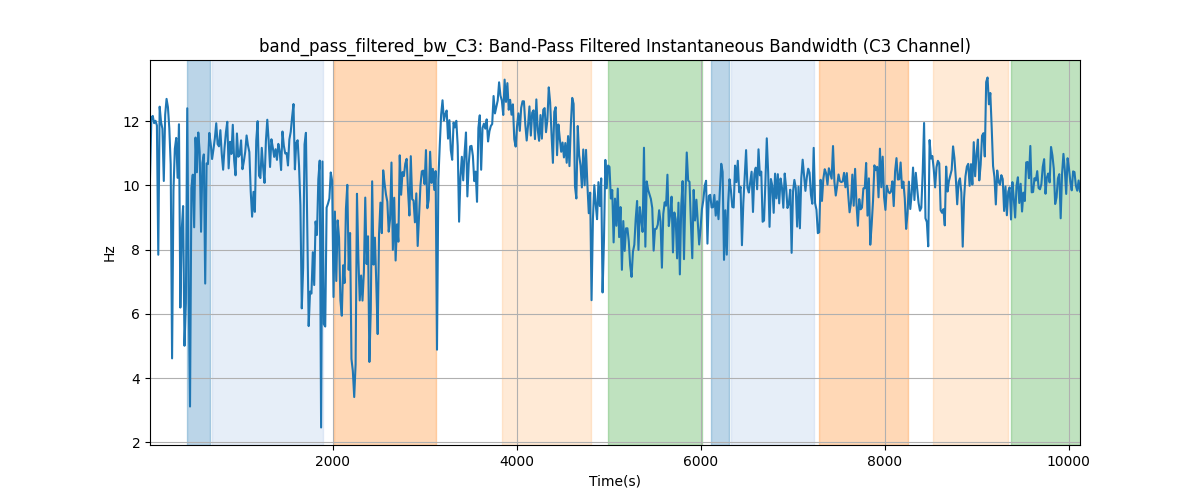 band_pass_filtered_bw_C3: Band-Pass Filtered Instantaneous Bandwidth (C3 Channel)
12
10
8
6
4
2
Hz
2000 4000 6000 8000 10000
Time(s)